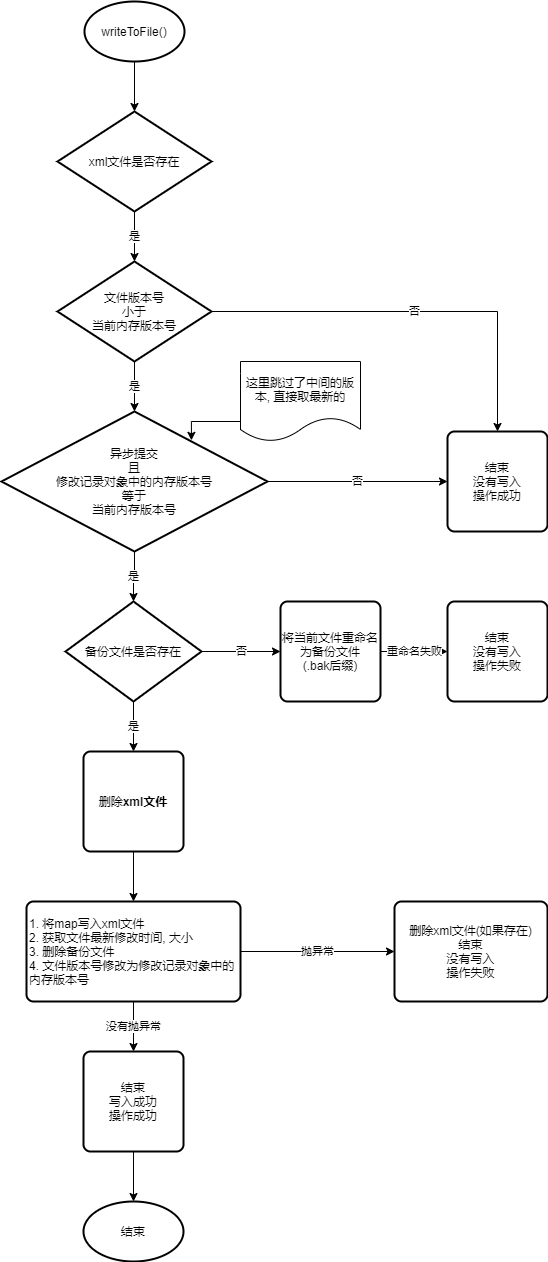 writeToFile()
xml文件是否存在
是
文件版本号
小于
当前内存版本号
否
是
这里跳过了中间的版
本, 直接取最新的
异步提交
且
修改记录对象中的内存版本号
等于
当前内存版本号
否
结束
没有写入
操作成功
是
备份文件是否存在
否
将当前文件重命名
为备份文件
(.bak后缀)
重命名失败
结束
没有写入
操作失败
是
删除xml文件
1. 将map写入xml文件
2. 获取文件最新修改时间, 大小
3. 删除备份文件
4. 文件版本号修改为修改记录对象中的
内存版本号
抛异常
删除xml文件(如果存在)
结束
没写入
操作失败
没有抛异常
结束
写入成功
操作成功
结束